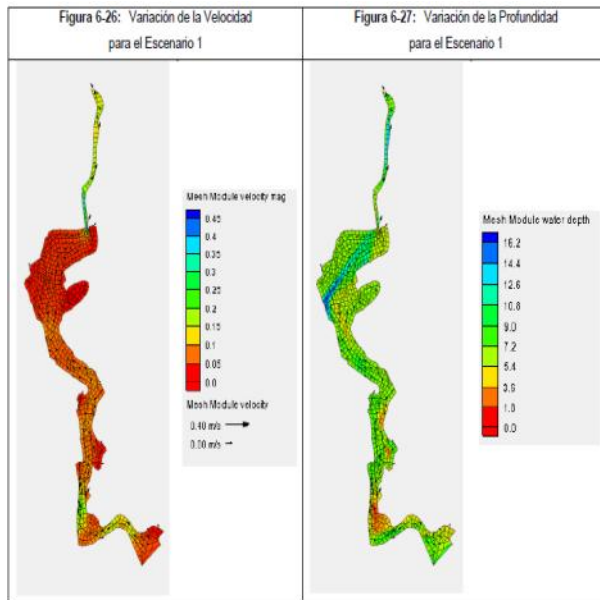 Figura 6-26: Variación de la Velocidad
para el Escenario 1
Figura 6-27: Variación de la Profundidad
para el Escenario 1
Mesh Module velocity mag
0.45
0.4
0.35
0.3
0.25
0.2
0.15
0.1
0.05
0.0
Mesh Module velocity
0.40 m/s
0.00 m/s
Mesh Module water depth
16.2
14.4
12.6
10.8
9.0
7.2
5.4
3.6
1.8
0.0